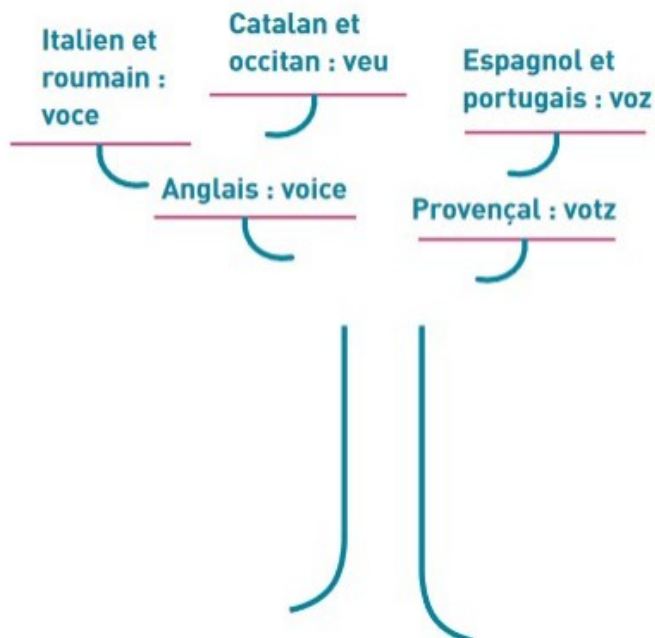 Italien et
roumain :
voce
Catalan et
occitan : veu
Espagnol et
portugais : voz
Anglais : voice
Provençal : votz